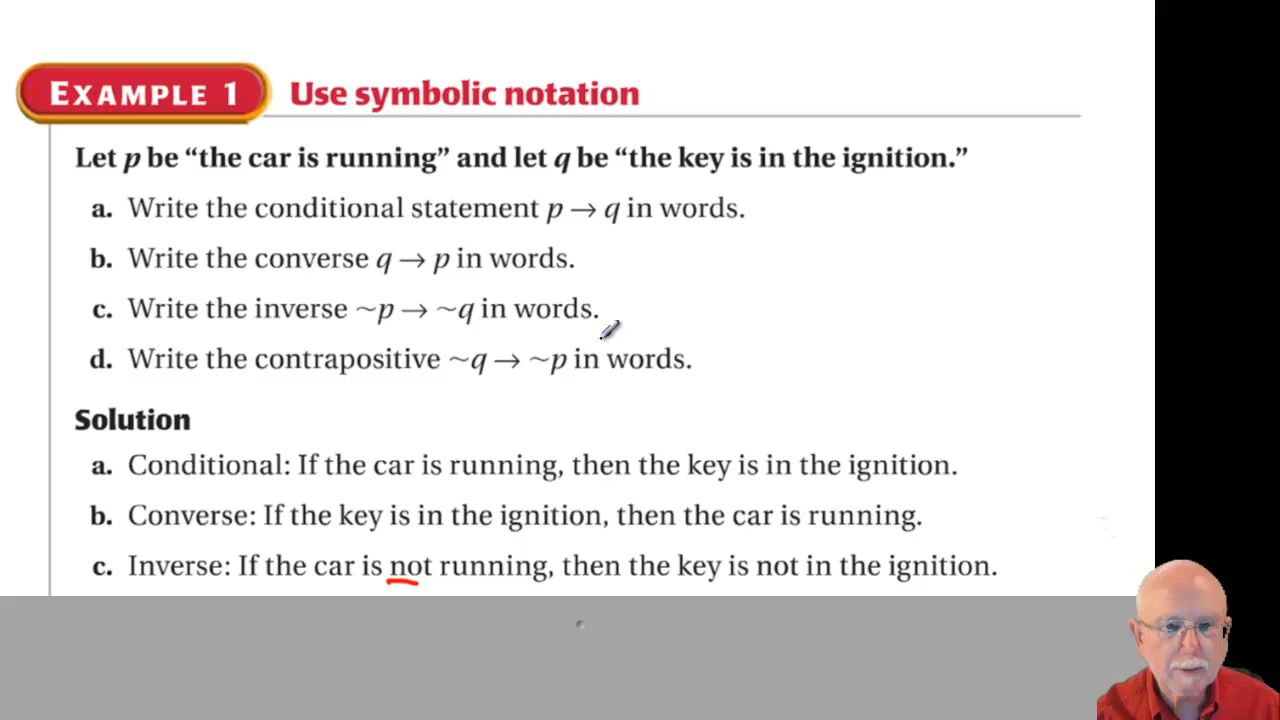 EXAMPLE 1 Use symbolic notation
Let p be “the car is running” and let q be “the key is in the ignition.”
a. Write the conditional statement p → q in words.
b. Write the converse q → p in words.
c. Write the inverse ~p → ~q in words.
d. Write the contrapositive ~q → ~p in words.
Solution
a. Conditional: If the car is running, then the key is in the ignition.
b. Converse: If the key is in the ignition, then the car is running.
c. Inverse: If the car is not running, then the key is not in the ignition.